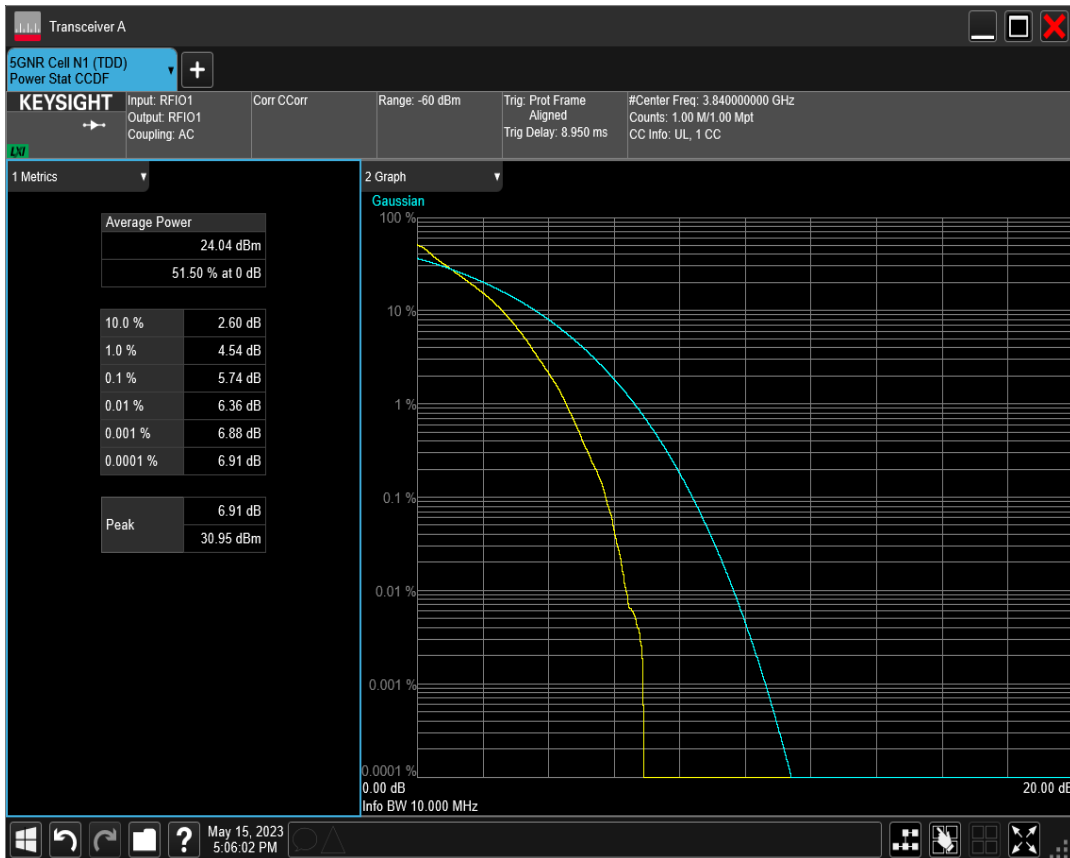 Transceiver A
5GNR Cell N1 (TDD)
Power Stat CCDF
+
KEYSIGHT
LXI
Input: RFIO1
Output: RFIO1
Coupling: AC
Corr CCorr
Range: -60 dBm
Trig: Prot Frame
Aligned
Trig Delay: 8.950 ms
#Center Freq: 3.840000000 GHz
Counts: 1.00 M/1.00 Mpt
CC Info: UL, 1 CC
1 Metrics
Average Power
24.04 dBm
51.50 % at 0 dB
10.0 % 2.60 dB
1.0 % 4.54 dB
0.1 % 5.74 dB
0.01 % 6.36 dB
0.001 % 6.88 dB
0.0001 % 6.91 dB
Peak 6.91 dB
30.95 dBm
2 Graph
Gaussian
100 %
10 %
1 %
0.1 %
0.01 %
0.001 %
0.0001 %
0.00 dB 20.00 dB
Info BW 10.000 MHz
?
May 15, 2023
5:06:02 PM